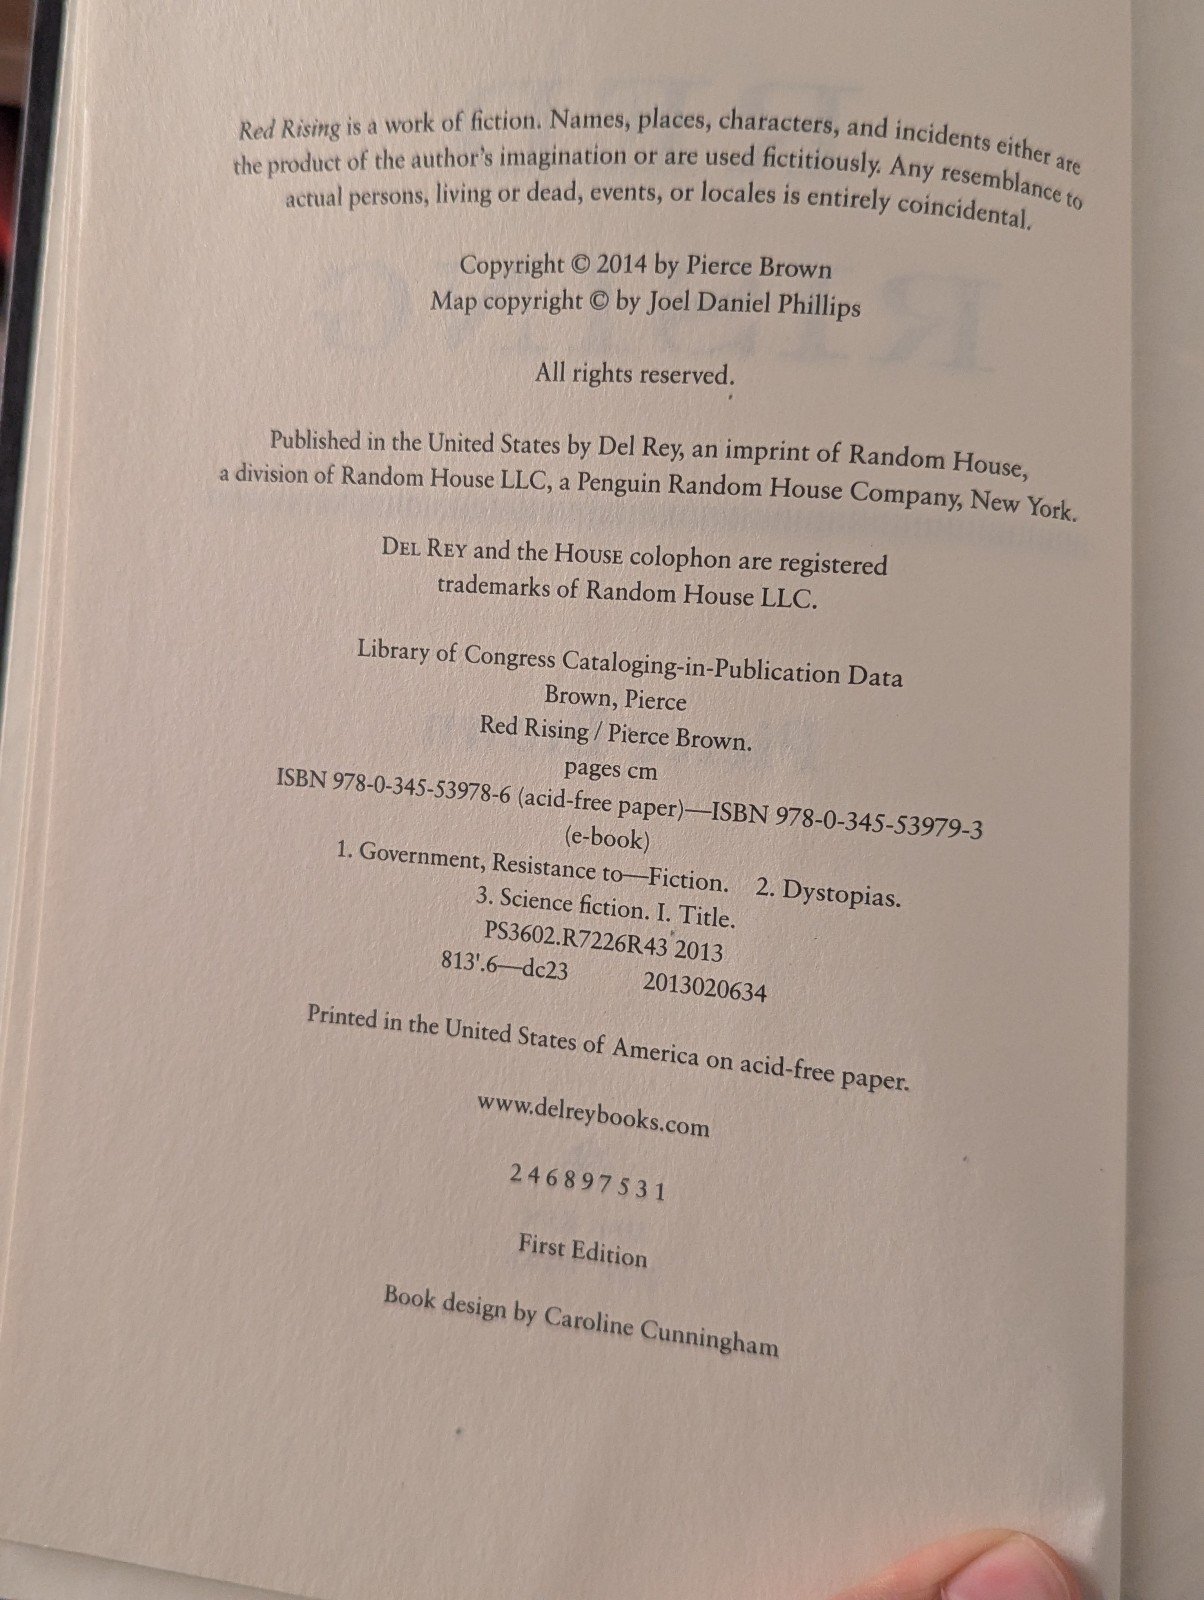 Red Rising is a work of fiction. Names, places, characters, and incidents either are
the product of the author's imagination or are used fictitiously. Any resemblance to
actual persons, living or dead, events, or locales is entirely coincidental.
Copyright © 2014 by Pierce Brown
Map copyright © by Joel Daniel Phillips
All rights reserved.
Published in the United States by Del Rey, an imprint of Random House,
a division of Random House LLC, a Penguin Random House Company, New York.
DEL REY and the HOUSE colophon are registered
trademarks of Random House LLC.
Library of Congress Cataloging-in-Publication Data
Brown, Pierce
Red Rising / Pierce Brown.
pages cm
ISBN 978-0-345-53978-6 (acid-free paper)—ISBN 978-0-345-53979-3
(e-book)
1. Government, Resistance to—Fiction. 2. Dystopias.
3. Science fiction. I. Title.
PS3602.R7226R43 2013
813'.6—dc23 2013020634
Printed in the United States of America on acid-free paper.
www.delreybooks.com
2 4 6 8 9 7 5 3 1
First Edition
Book design by Caroline Cunningham